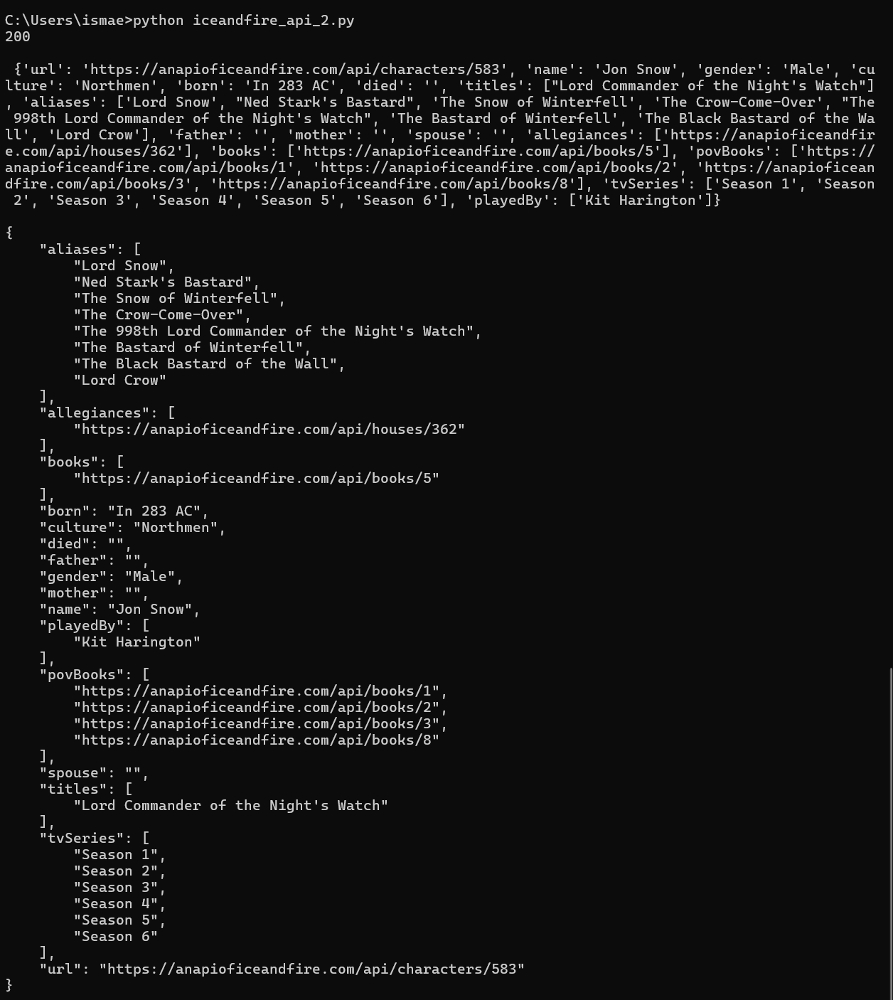 C:\Users\ismae>python iceandfire_api_2.py
200
 {'url': 'https://anapioficeandfire.com/api/characters/583', 'name': 'Jon Snow', 'gender': 'Male', 'cu
lture': 'Northmen', 'born': 'In 283 AC', 'died': '', 'titles': ["Lord Commander of the Night's Watch"]
, 'aliases': ['Lord Snow', "Ned Stark's Bastard", 'The Snow of Winterfell', 'The Crow-Come-Over', "The
 998th Lord Commander of the Night's Watch", 'The Bastard of Winterfell', 'The Black Bastard of the Wa
ll', 'Lord Crow'], 'father': '', 'mother': '', 'spouse': '', 'allegiances': ['https://anapioficeandfir
e.com/api/houses/362'], 'books': ['https://anapioficeandfire.com/api/books/5'], 'povBooks': ['https://
anapioficeandfire.com/api/books/1', 'https://anapioficeandfire.com/api/books/2', 'https://anapioficean
dfire.com/api/books/3', 'https://anapioficeandfire.com/api/books/8'], 'tvSeries': ['Season 1', 'Season
 2', 'Season 3', 'Season 4', 'Season 5', 'Season 6'], 'playedBy': ['Kit Harington']}
{
    "aliases": [
        "Lord Snow",
        "Ned Stark's Bastard",
        "The Snow of Winterfell",
        "The Crow-Come-Over",
        "The 998th Lord Commander of the Night's Watch",
        "The Bastard of Winterfell",
        "The Black Bastard of the Wall",
        "Lord Crow"
    ],
    "allegiances": [
        "https://anapioficeandfire.com/api/houses/362"
    ],
    "books": [
        "https://anapioficeandfire.com/api/books/5"
    ],
    "born": "In 283 AC",
    "culture": "Northmen",
    "died": "",
    "father": "",
    "gender": "Male",
    "mother": "",
    "name": "Jon Snow",
    "playedBy": [
        "Kit Harington"
    ],
    "povBooks": [
        "https://anapioficeandfire.com/api/books/1",
        "https://anapioficeandfire.com/api/books/2",
        "https://anapioficeandfire.com/api/books/3",
        "https://anapioficeandfire.com/api/books/8"
    ],
    "spouse": "",
    "titles": [
        "Lord Commander of the Night's Watch"
    ],
    "tvSeries": [
        "Season 1",
        "Season 2",
        "Season 3",
        "Season 4",
        "Season 5",
        "Season 6"
    ],
    "url": "https://anapioficeandfire.com/api/characters/583"
}